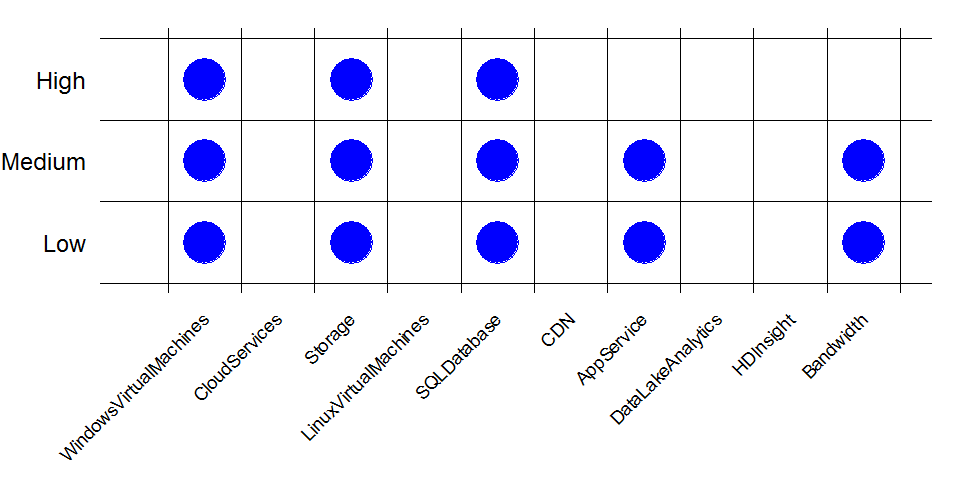 High
Medium
Low
WindowsVirtualMachines
CloudServices
Storage
LinuxVirtualMachines
SQLDatabase
CDN
AppService
DataLakeAnalytics
HDInsight
Bandwidth